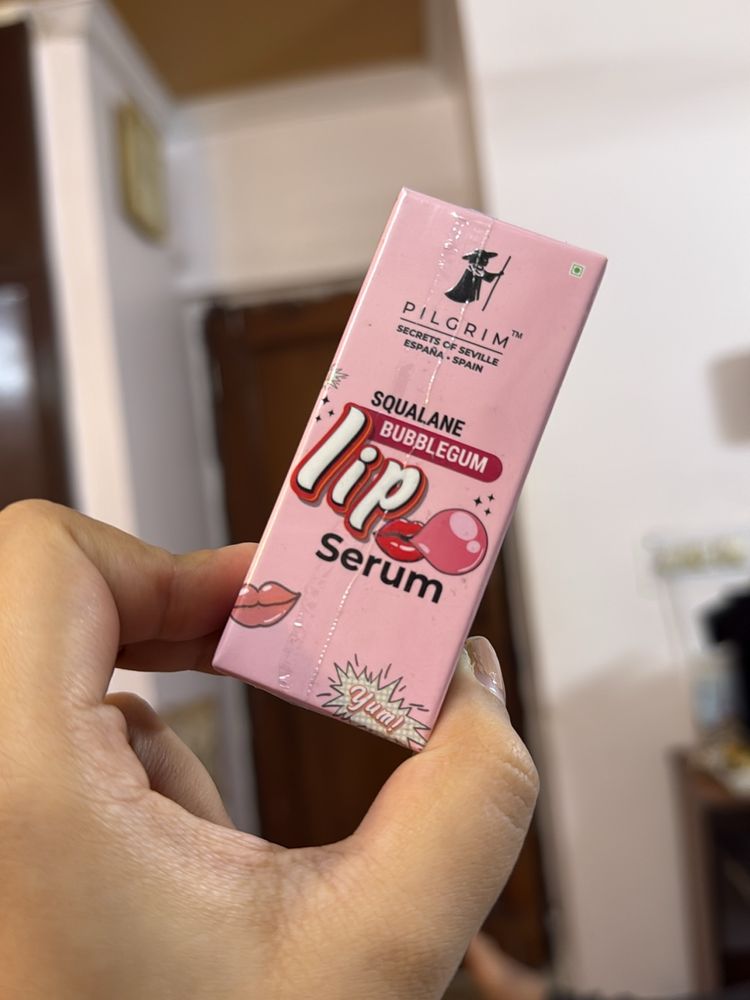 PILGRIM™
SECRETS OF SEVILLE
ESPAÑA • SPAIN
SQUALANE
BUBBLEGUM
lip
Serum
Yum!